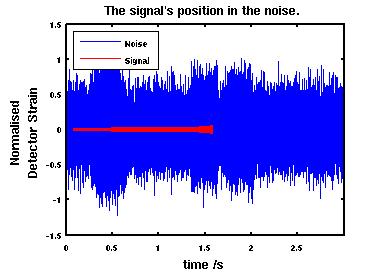 The signal's position in the noise.
1.5
Noise
Signal
1
0.5
0
-0.5
-1
-1.5
Normalised
Detector Strain
0 0.5 1 1.5 2 2.5
time /s